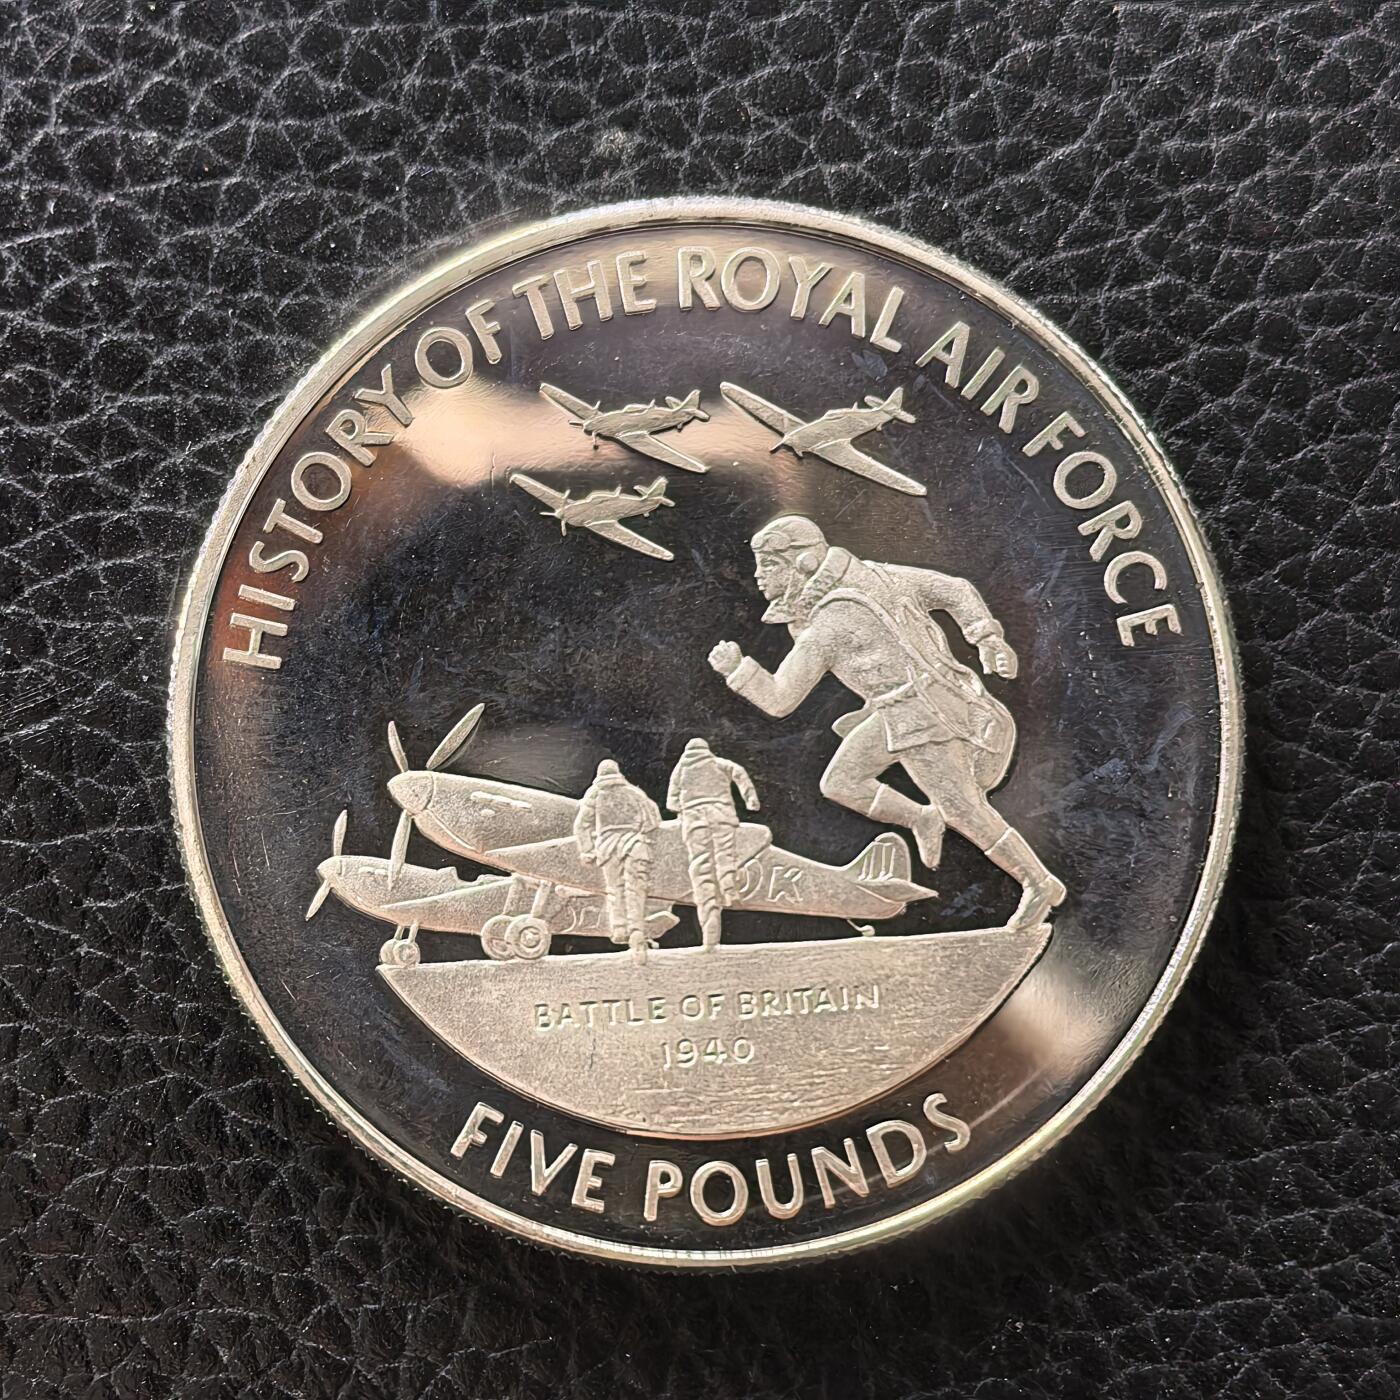 HISTORY OF THE ROYAL AIR FORCE
BATTLE OF BRITAIN
1940
FIVE POUNDS